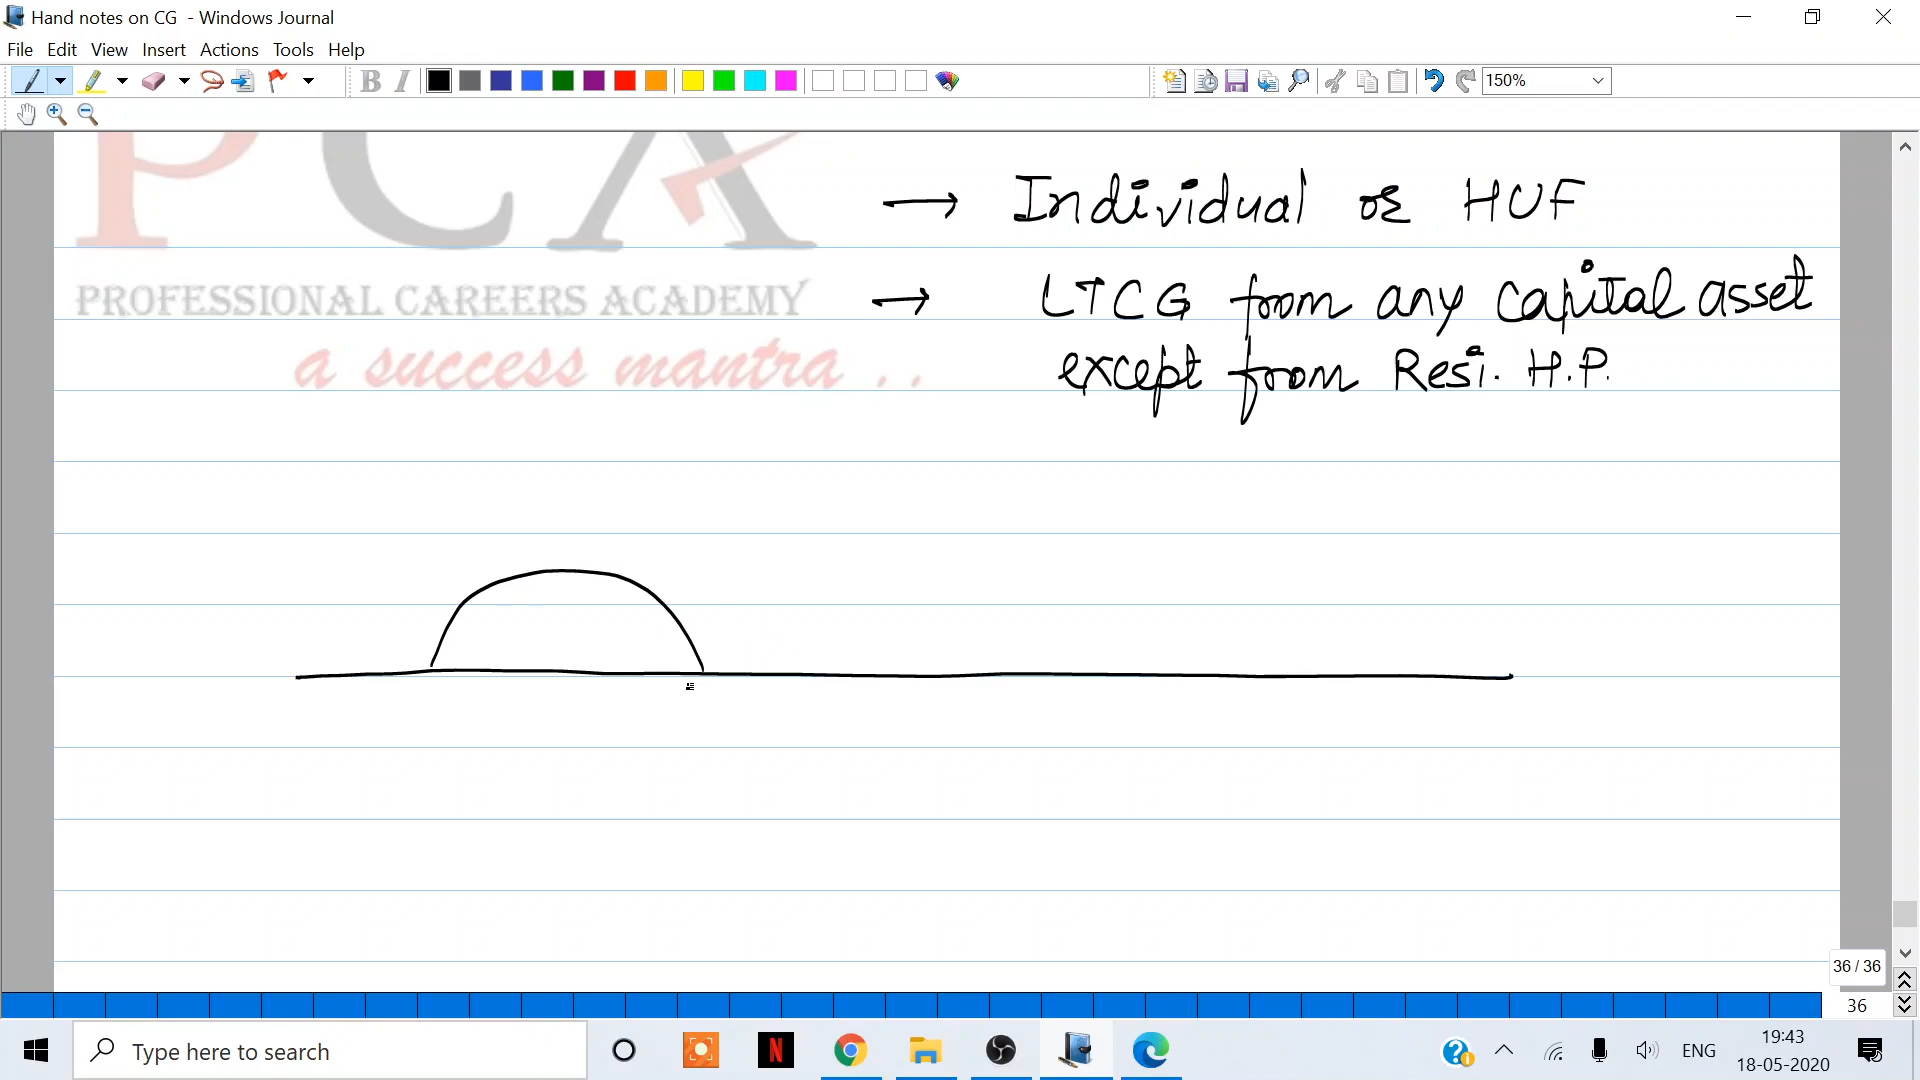 Hand notes on CG - Windows Journal
File Edit View Insert Actions Tools Help
B I 150%
PCA
→ Individual or HUF
PROFESSIONAL CAREERS ACADEMY
→ LTCG from any capital asset
a success mantra ..
except from Resi. H.P.
36 / 36
36
Type here to search
N
ENG
19:43
18-05-2020